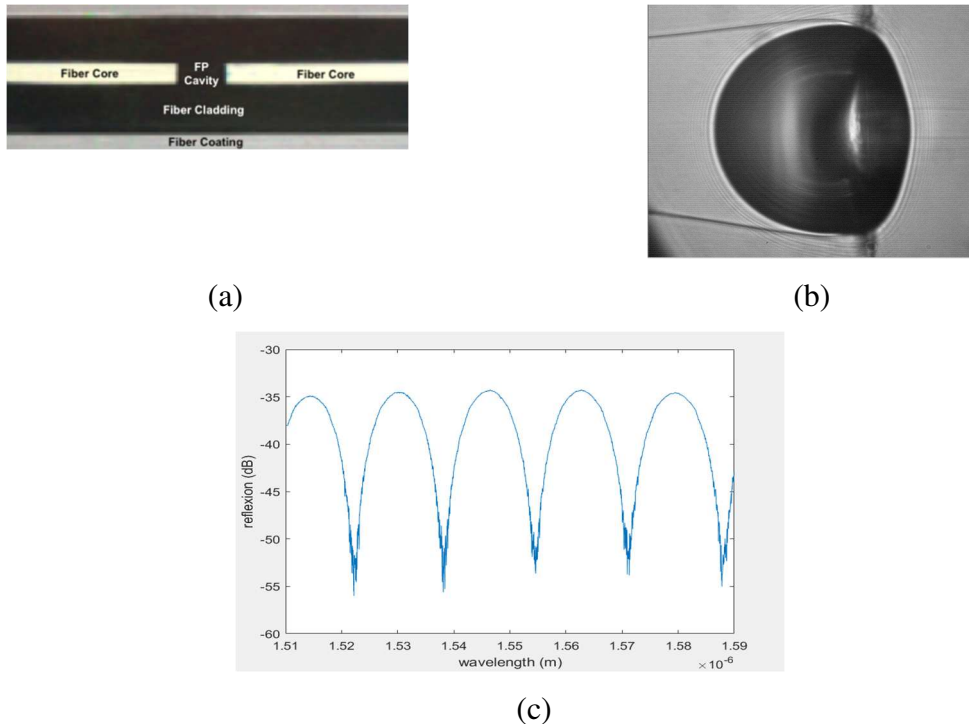 Fiber Core
FP
Cavity
Fiber Core
Fiber Cladding
Fiber Coating
(a)
(b)
-30
-35
-40
-45
-50
-55
-60
reflexion (dB)
1.51 1.52 1.53 1.54 1.55 1.56 1.57 1.58 1.59
wavelength (m)
×10⁻⁶
(c)